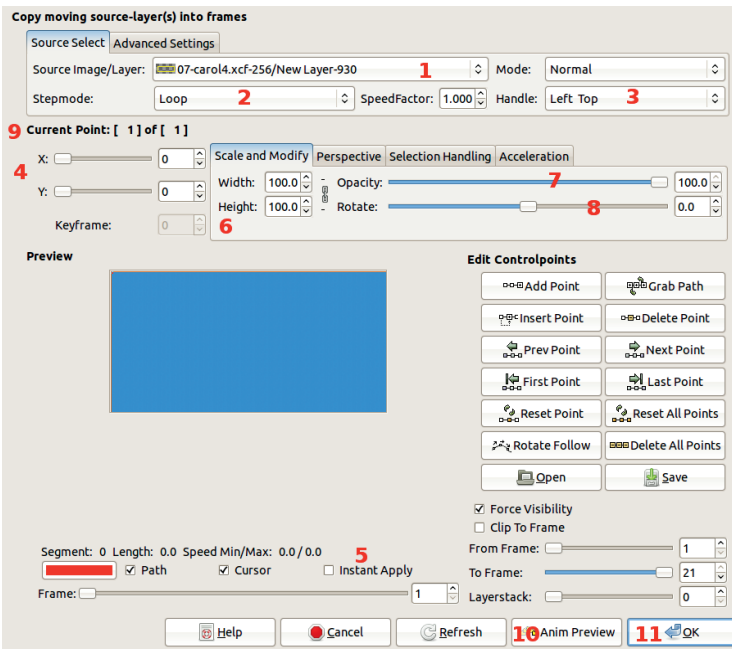 Copy moving source-layer(s) into frames
Source Select Advanced Settings
Source Image/Layer: 07-carol4.xcf-256/New Layer-930 1 Mode: Normal
Stepmode: Loop 2 SpeedFactor: 1.000 Handle: Left Top 3
9 Current Point: [ 1 ] of [ 1 ]
4 X: 0
Y: 0
Keyframe: 0
Scale and Modify Perspective Selection Handling Acceleration
Width: 100.0 Opacity: 7 100.0
Height: 100.0 Rotate: 8 0.0
6
Preview
Edit Controlpoints
Add Point Grab Path
Insert Point Delete Point
Prev Point Next Point
First Point Last Point
Reset Point Reset All Points
Rotate Follow Delete All Points
Open Save
Force Visibility
Clip To Frame
From Frame: 1
To Frame: 21
Layerstack: 0
Segment: 0 Length: 0.0 Speed Min/Max: 0.0/0.0 5
Path Cursor Instant Apply
Frame: 1
Help Cancel Refresh 10 Anim Preview 11 OK